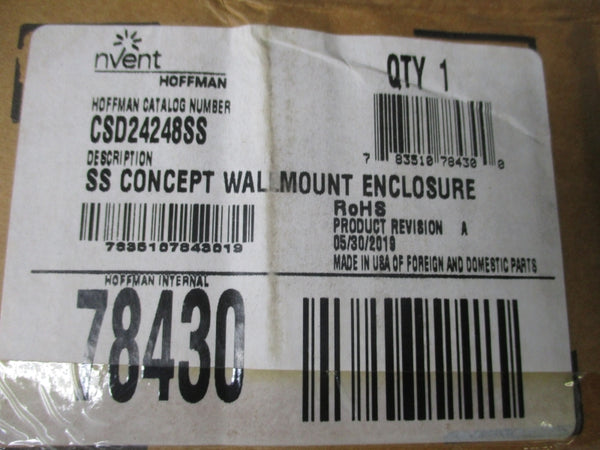 nVent
HOFFMAN
QTY 1
HOFFMAN CATALOG NUMBER
CSD24248SS
7 83510 78430 0
DESCRIPTION
SS CONCEPT WALLMOUNT ENCLOSURE
RoHS
PRODUCT REVISION A
05/30/2019
MADE IN USA OF FOREIGN AND DOMESTIC PARTS
HOFFMAN INTERNAL
78430